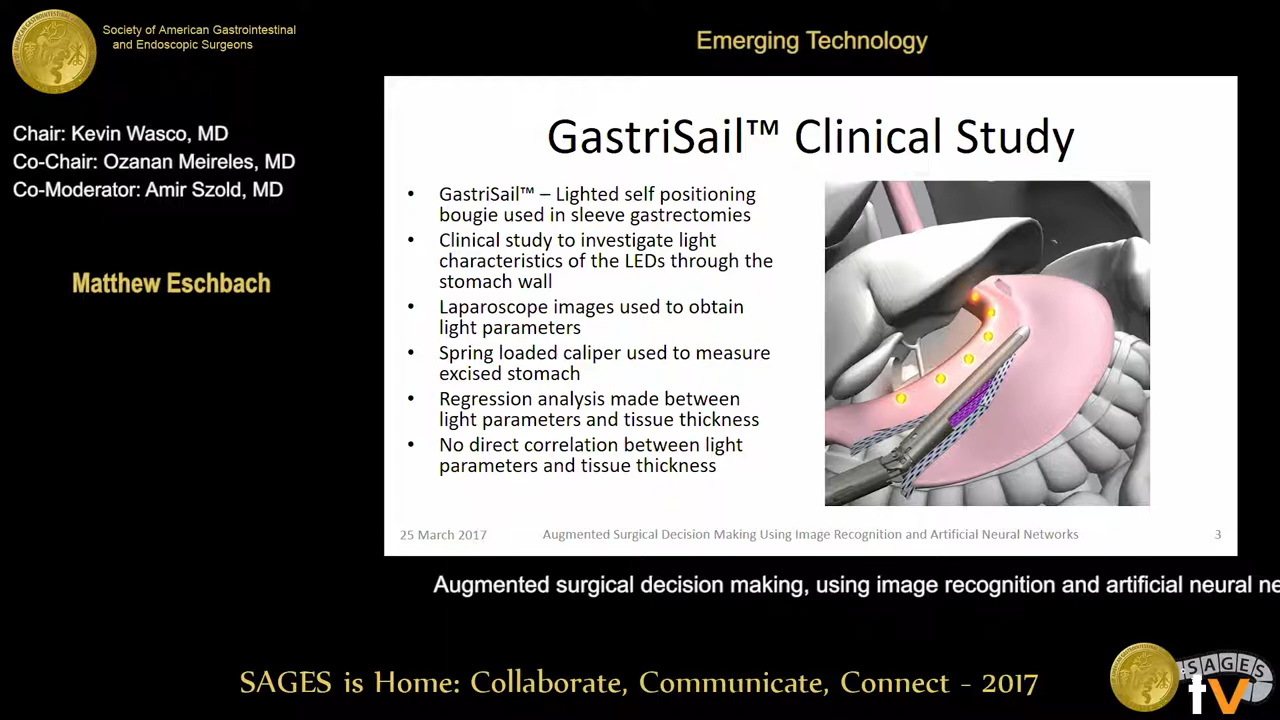 Society of American Gastrointestinal
and Endoscopic Surgeons
Emerging Technology
Chair: Kevin Wasco, MD
Co-Chair: Ozanan Meireles, MD
Co-Moderator: Amir Szold, MD
Matthew Eschbach
GastriSail™ Clinical Study
• GastriSail™ – Lighted self positioning
bougie used in sleeve gastrectomies
• Clinical study to investigate light
characteristics of the LEDs through the
stomach wall
• Laparoscope images used to obtain
light parameters
• Spring loaded caliper used to measure
excised stomach
• Regression analysis made between
light parameters and tissue thickness
• No direct correlation between light
parameters and tissue thickness
25 March 2017
Augmented Surgical Decision Making Using Image Recognition and Artificial Neural Networks
3
Augmented surgical decision making, using image recognition and artificial neural ne
SAGES is Home: Collaborate, Communicate, Connect - 2017
SAGES
tv